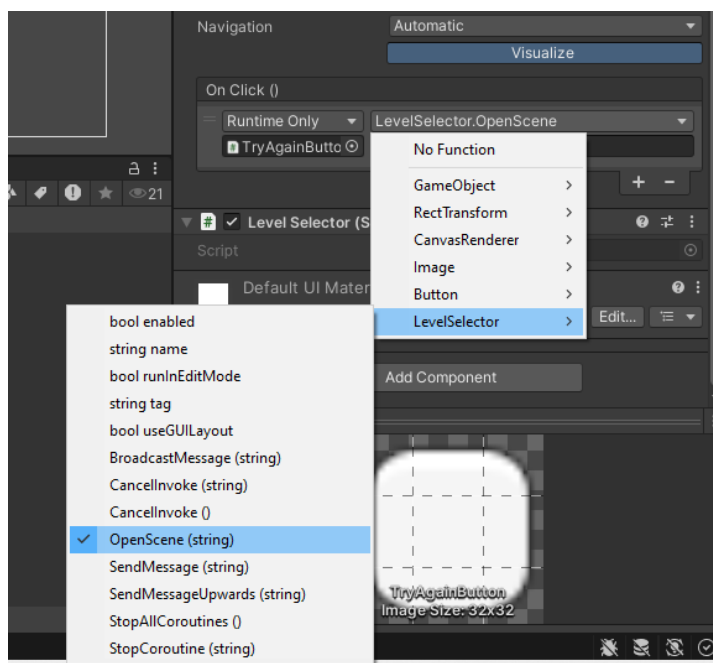 Navigation
Automatic
Visualize
On Click ()
Runtime Only
LevelSelector.OpenScene
TryAgainButto
No Function
GameObject
RectTransform
CanvasRenderer
Image
Button
LevelSelector
21
Level Selector (S
Script
Default UI Mater
Edit...
Add Component
bool enabled
string name
bool runInEditMode
string tag
bool useGUILayout
BroadcastMessage (string)
CancelInvoke (string)
CancelInvoke ()
OpenScene (string)
SendMessage (string)
SendMessageUpwards (string)
StopAllCoroutines ()
StopCoroutine (string)
TryAgainButton
Image Size: 32x32